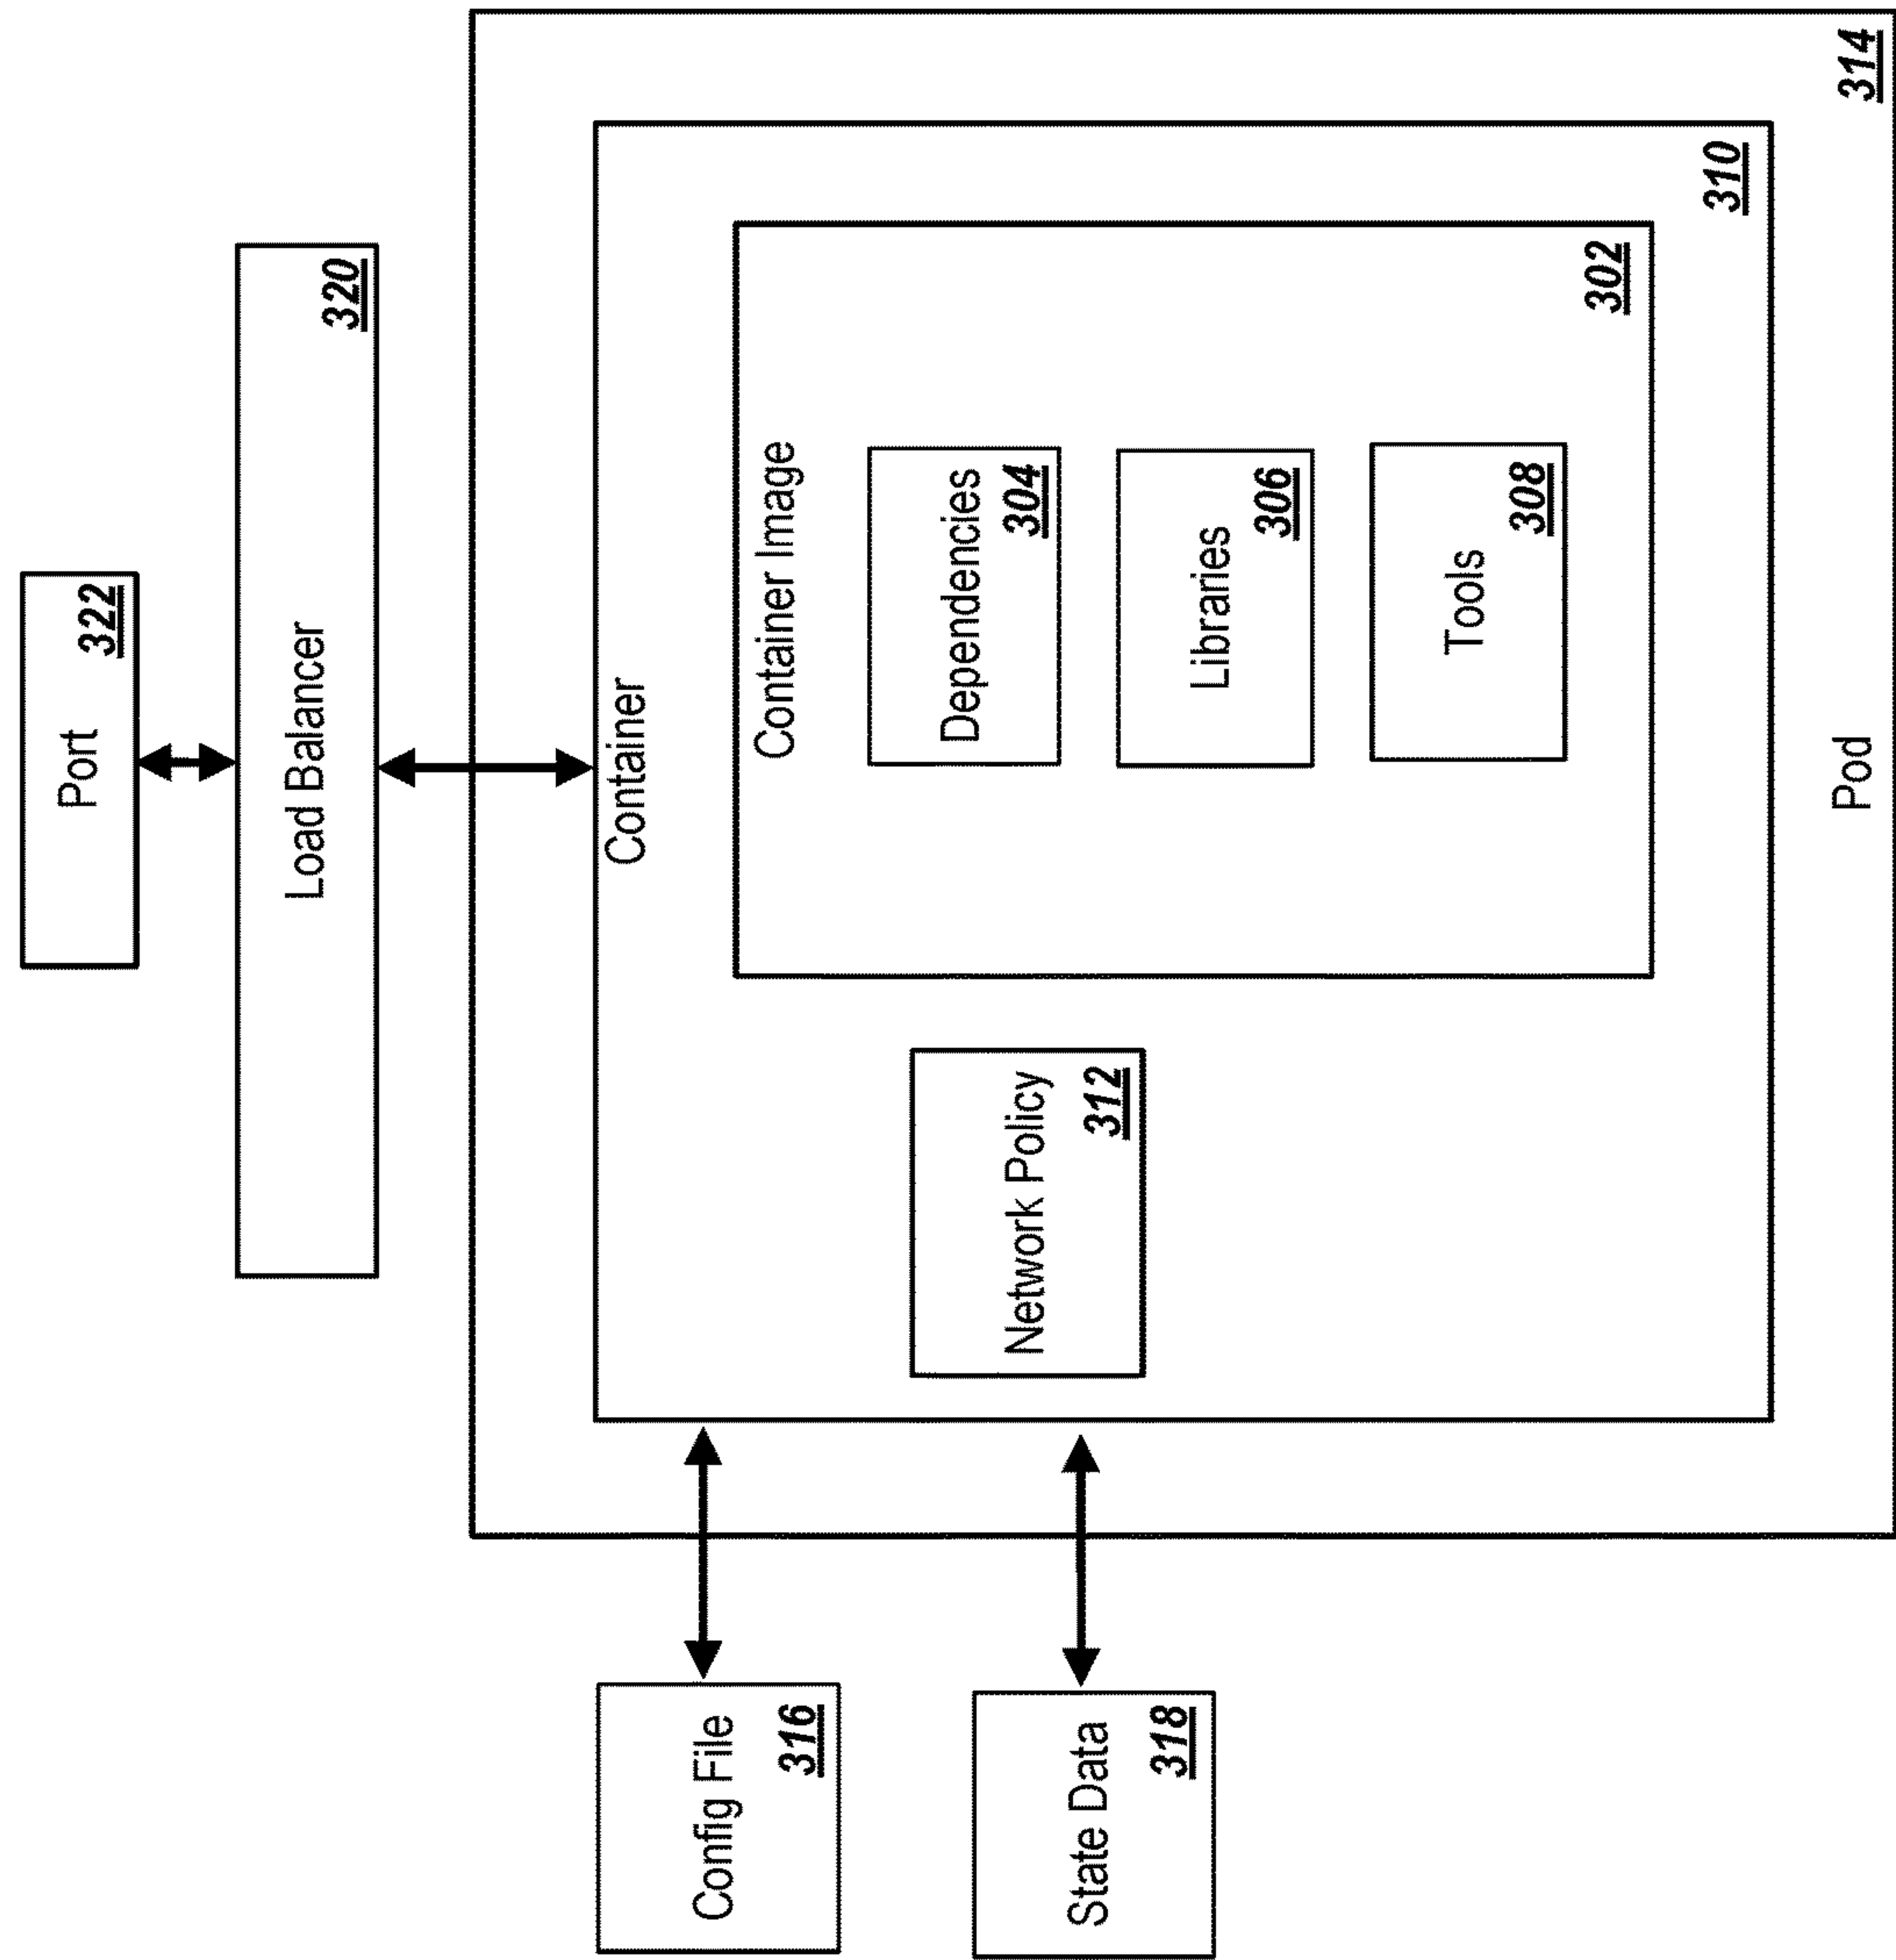 Port
322
Load Balancer
320
Container
Container Image
Dependencies
304
Libraries
306
Tools
308
302
Network Policy
312
310
Pod
314
Config File
316
State Data
318